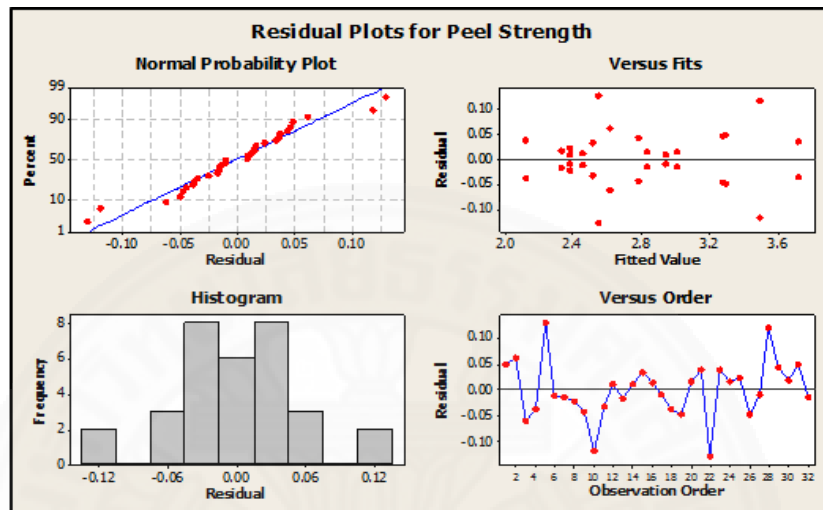 Residual Plots for Peel Strength
Normal Probability Plot
Percent
99
90
50
10
1
-0.10 -0.05 0.00 0.05 0.10
Residual
Versus Fits
Residual
0.10
0.05
0.00
-0.05
-0.10
2.0 2.4 2.8 3.2 3.6
Fitted Value
Histogram
Frequency
8
6
4
2
0
-0.12 -0.06 0.00 0.06 0.12
Residual
Versus Order
Residual
0.10
0.05
0.00
-0.05
-0.10
2 4 6 8 10 12 14 16 18 20 22 24 26 28 30 32
Observation Order